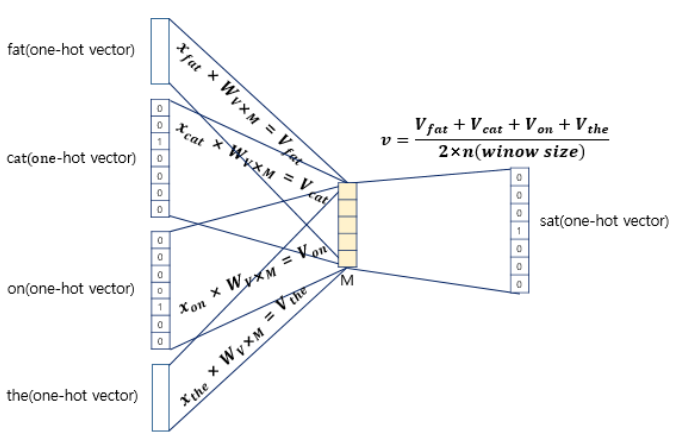 fat(one-hot vector)
x_fat × W_V×M = V_fat
0
0
1
0
0
0
0
cat(one-hot vector)
x_cat × W_V×M = V_cat
v = (V_fat + V_cat + V_on + V_the) / 2×n(winow size)
0
0
0
1
0
0
0
sat(one-hot vector)
M
0
0
0
0
1
0
0
on(one-hot vector)
x_on × W_V×M = V_on
the(one-hot vector)
x_the × W_V×M = V_the